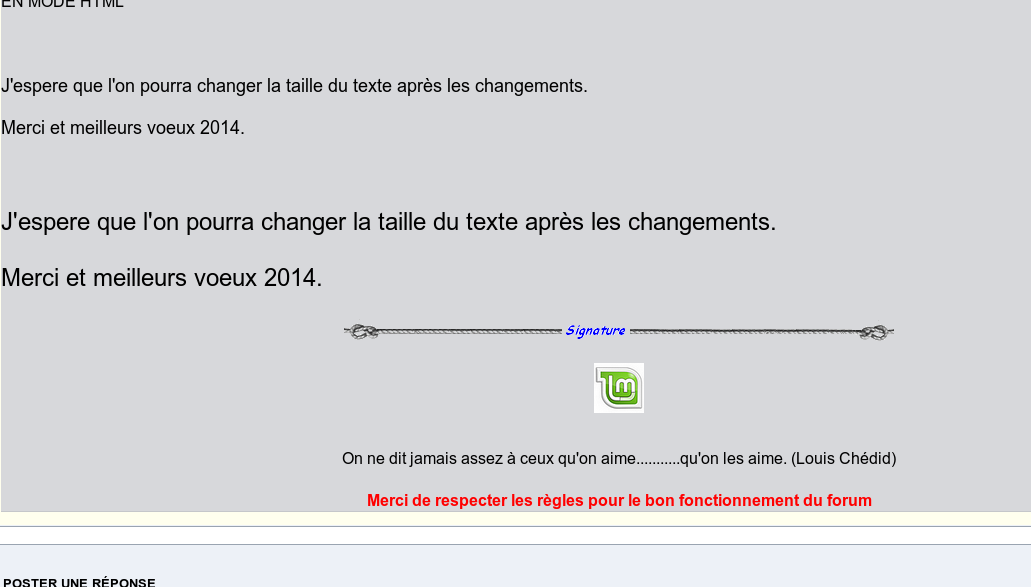 EN MODE HTML
J'espere que l'on pourra changer la taille du texte après les changements.
Merci et meilleurs voeux 2014.
J'espere que l'on pourra changer la taille du texte après les changements.
Merci et meilleurs voeux 2014.
Signature
lm
On ne dit jamais assez à ceux qu'on aime...........qu'on les aime. (Louis Chédid)
Merci de respecter les règles pour le bon fonctionnement du forum
POSTER UNE RÉPONSE